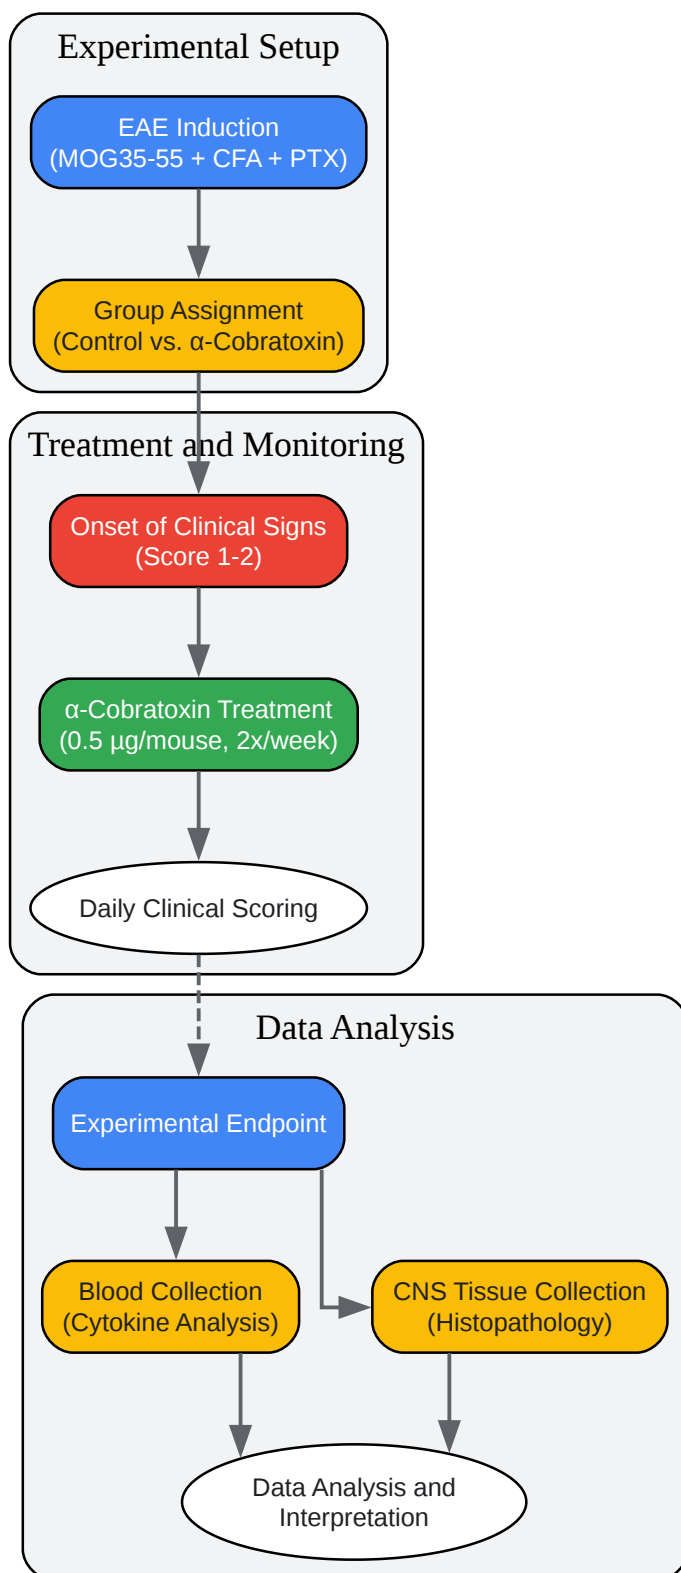 Experimental Setup
EAE Induction
(MOG35-55 + CFA + PTX)
Group Assignment
(Control vs. α-Cobratoxin)
Treatment and Monitoring
Onset of Clinical Signs
(Score 1-2)
α-Cobratoxin Treatment
(0.5 µg/mouse, 2x/week)
Daily Clinical Scoring
Data Analysis
Experimental Endpoint
Blood Collection
(Cytokine Analysis)
CNS Tissue Collection
(Histopathology)
Data Analysis and
Interpretation